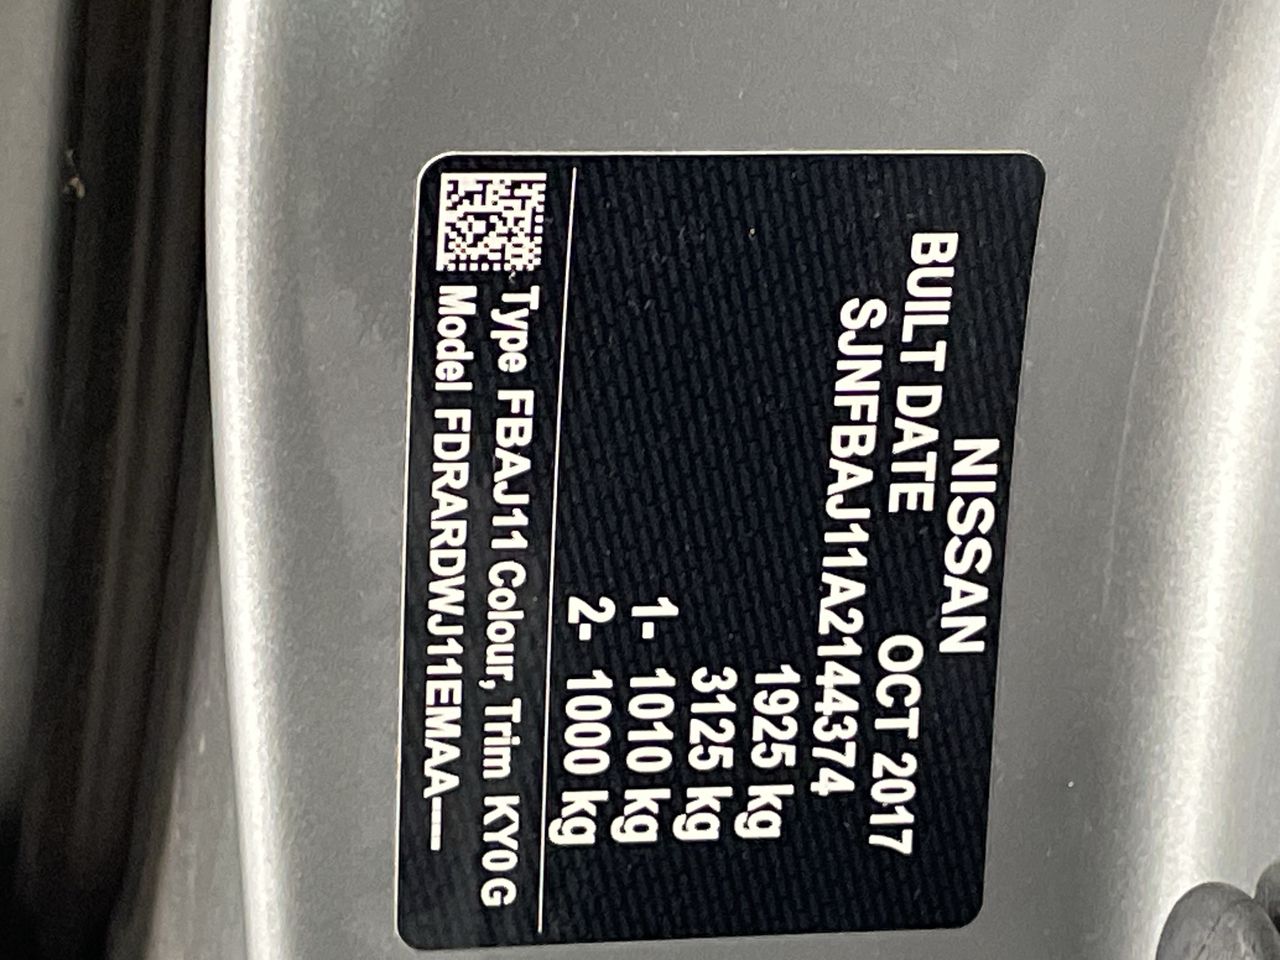 NISSAN
BUILT DATE OCT 2017
SJNFBAJ11A2144374
1925 kg
3125 kg
1- 1010 kg
2- 1000 kg
Type FBAJ11 Colour, Trim KY0 G
Model FDRARDWJ11EMAA----